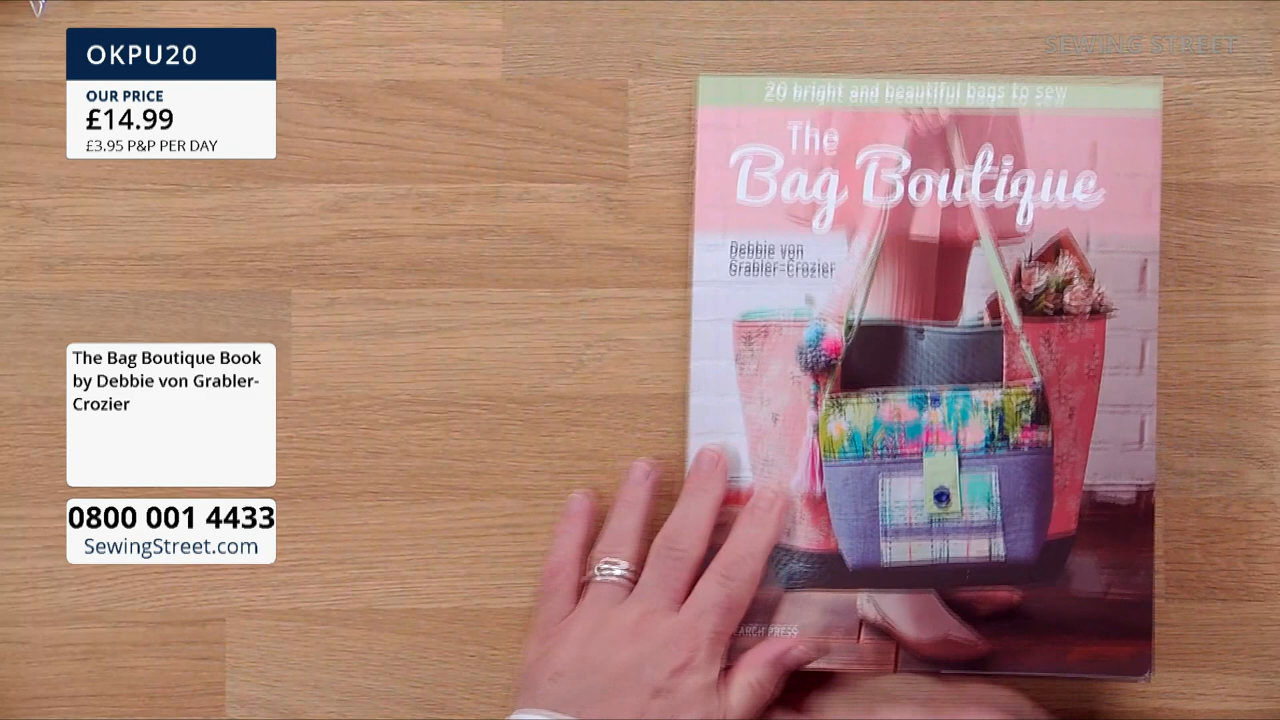 OKPU20
OUR PRICE
£14.99
£3.95 P&P PER DAY
The Bag Boutique Book
by Debbie von Grabler-
Crozier
0800 001 4433
SewingStreet.com
SEWING STREET
20 bright and beautiful bags to sew
The
Bag Boutique
Debbie von
Grabler-Crozier
EARCH PRESS